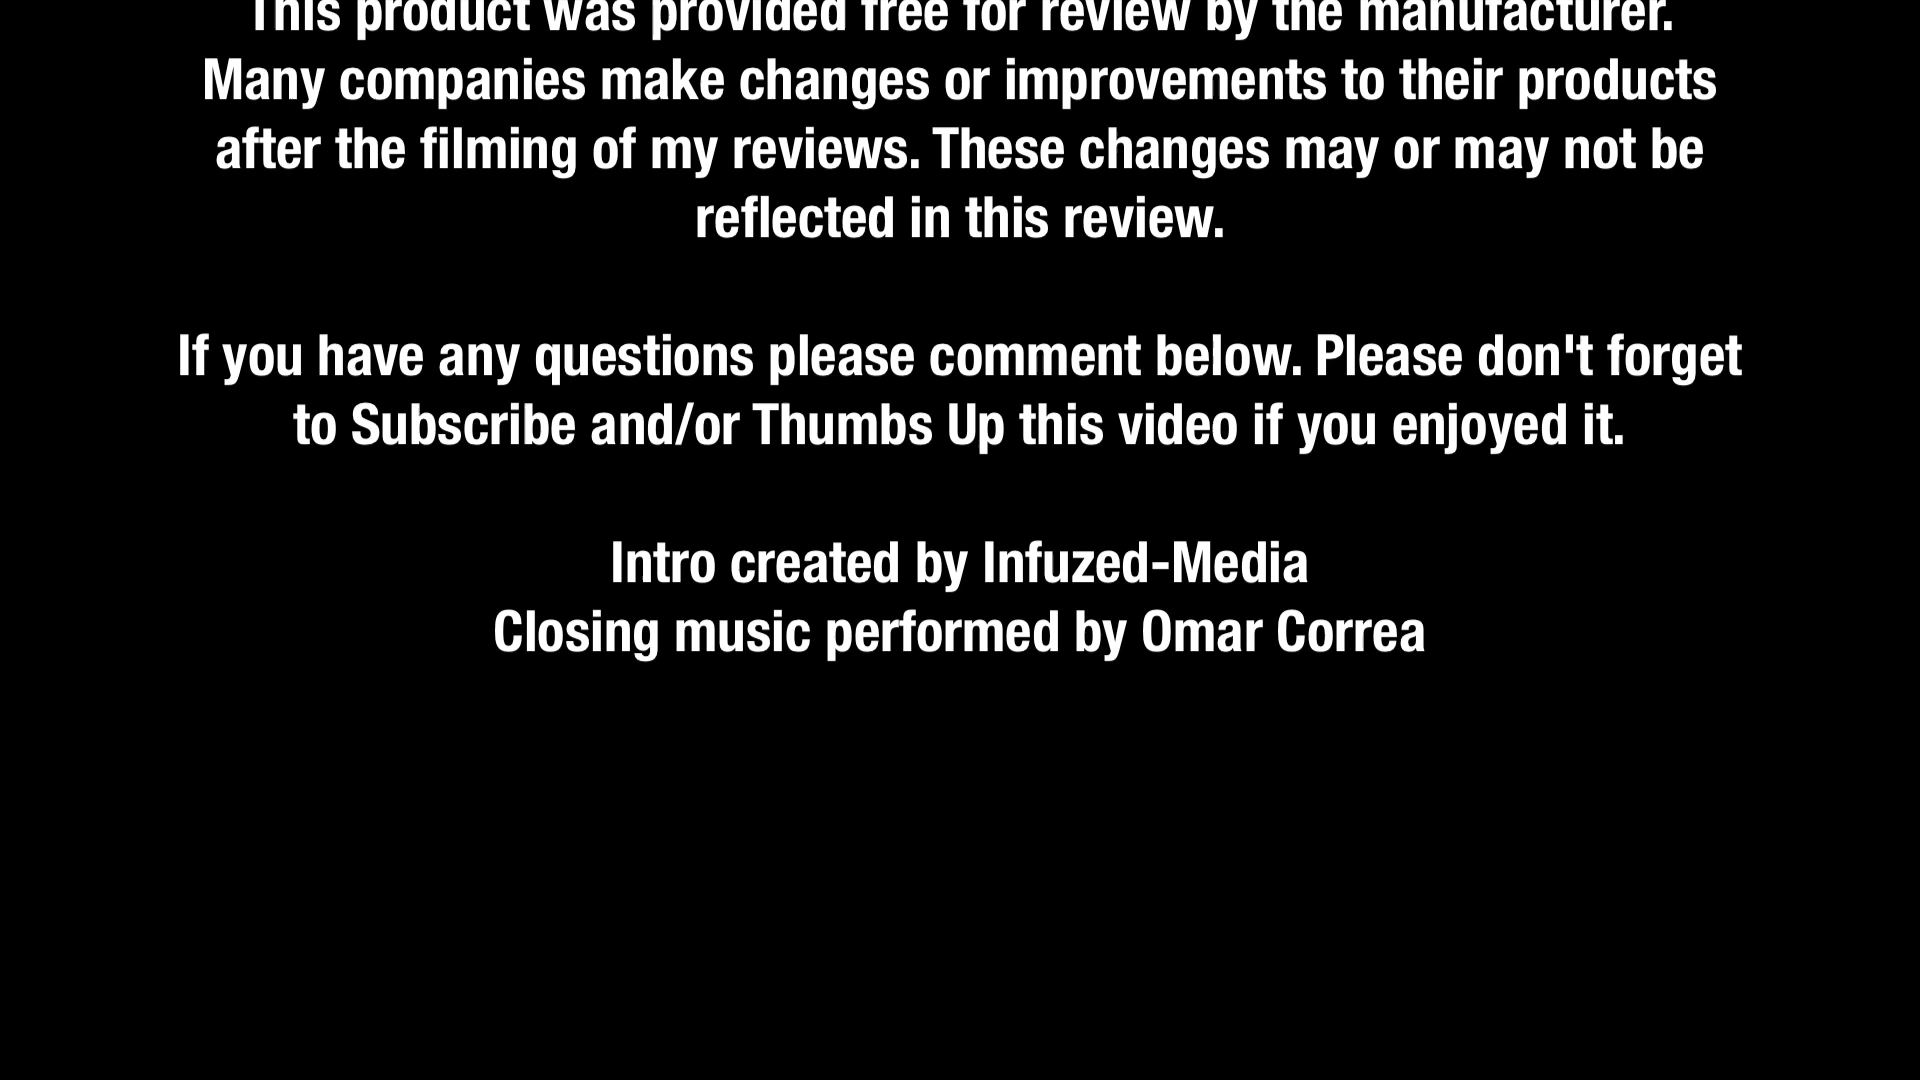 This product was provided free for review by the manufacturer.
Many companies make changes or improvements to their products
after the filming of my reviews. These changes may or may not be
reflected in this review.
If you have any questions please comment below. Please don't forget
to Subscribe and/or Thumbs Up this video if you enjoyed it.
Intro created by Infuzed-Media
Closing music performed by Omar Correa